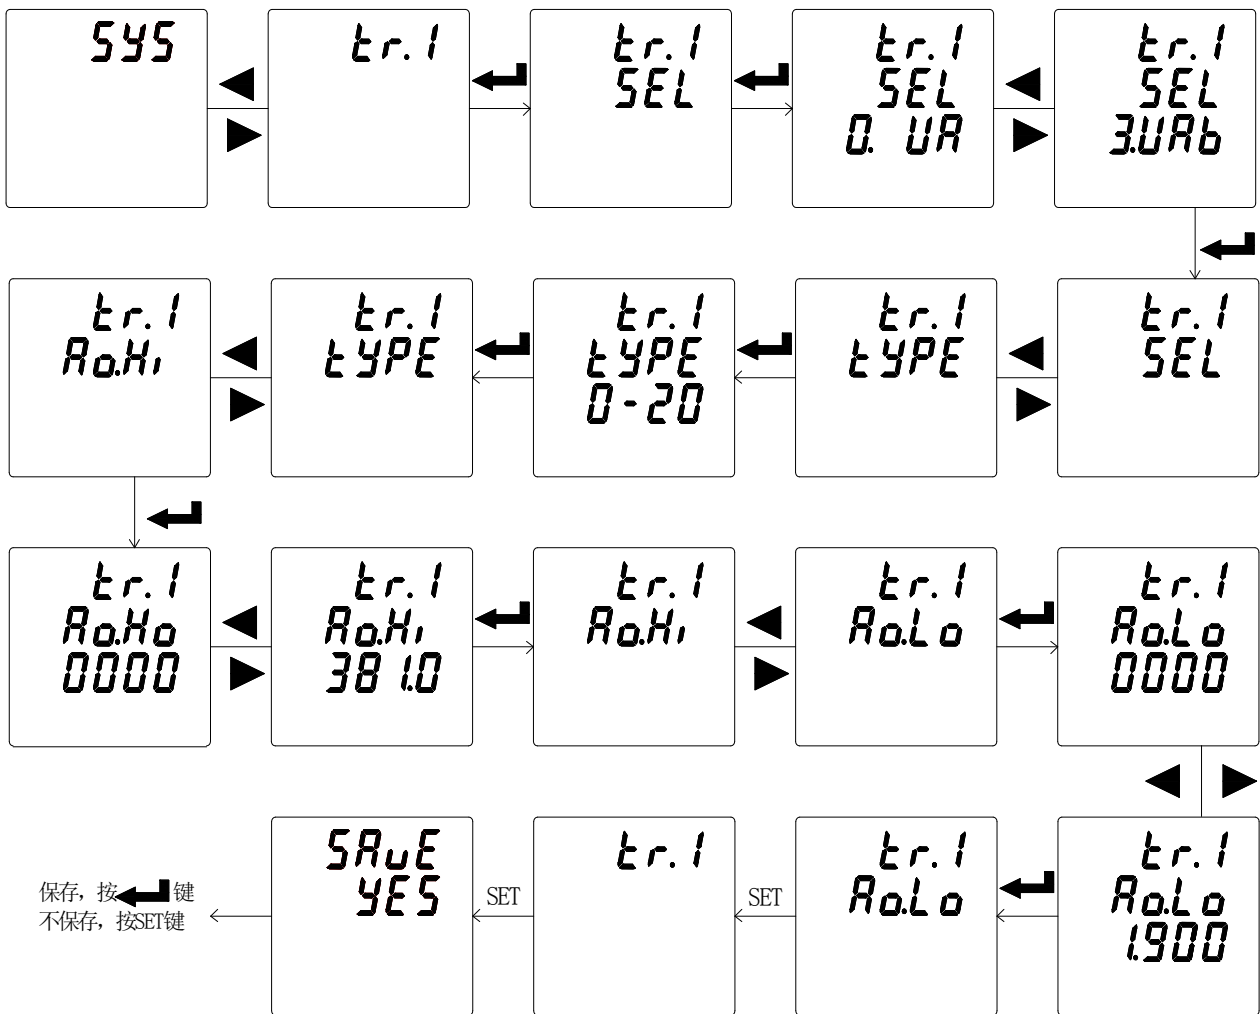 SYS
tr.1
tr.1
SEL
tr.1
SEL
0. UA
tr.1
SEL
3.UAb
tr.1
Ao.Hi
tr.1
tYPE
tr.1
tYPE
0-20
tr.1
tYPE
tr.1
SEL
tr.1
Ao.Ho
0000
tr.1
Ao.Hi
381.0
tr.1
Ao.Hi
tr.1
Ao.Lo
tr.1
Ao.Lo
0000
保存，按 键
不保存，按SET键
SAvE
YES
SET
tr.1
SET
tr.1
Ao.Lo
tr.1
Ao.Lo
1.900